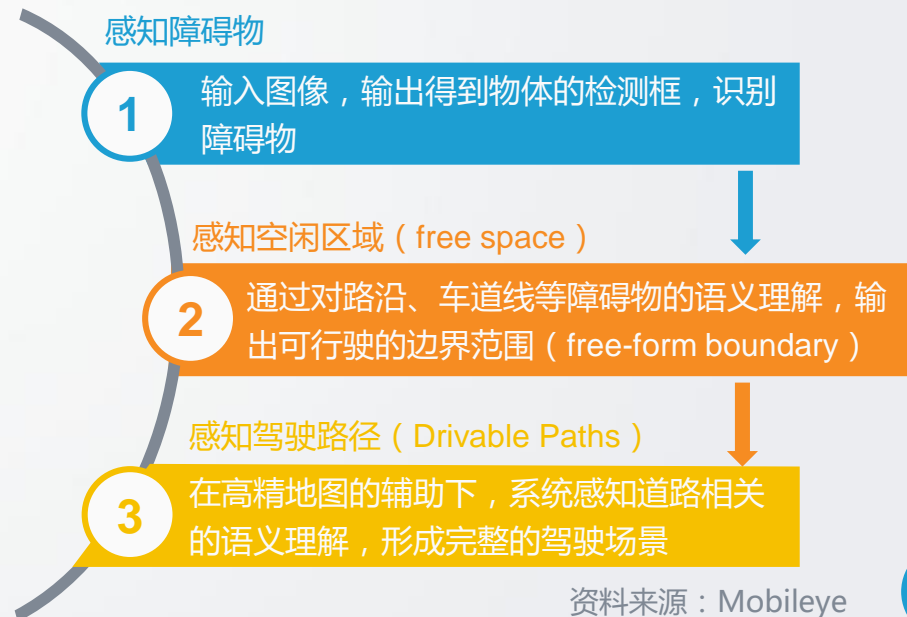 感知障碍物
1
输入图像，输出得到物体的检测框，识别
障碍物
感知空闲区域（free space）
2
通过对路沿、车道线等障碍物的语义理解，输
出可行驶的边界范围（free-form boundary）
感知驾驶路径（Drivable Paths）
3
在高精地图的辅助下，系统感知道路相关
的语义理解，形成完整的驾驶场景
资料来源：Mobileye